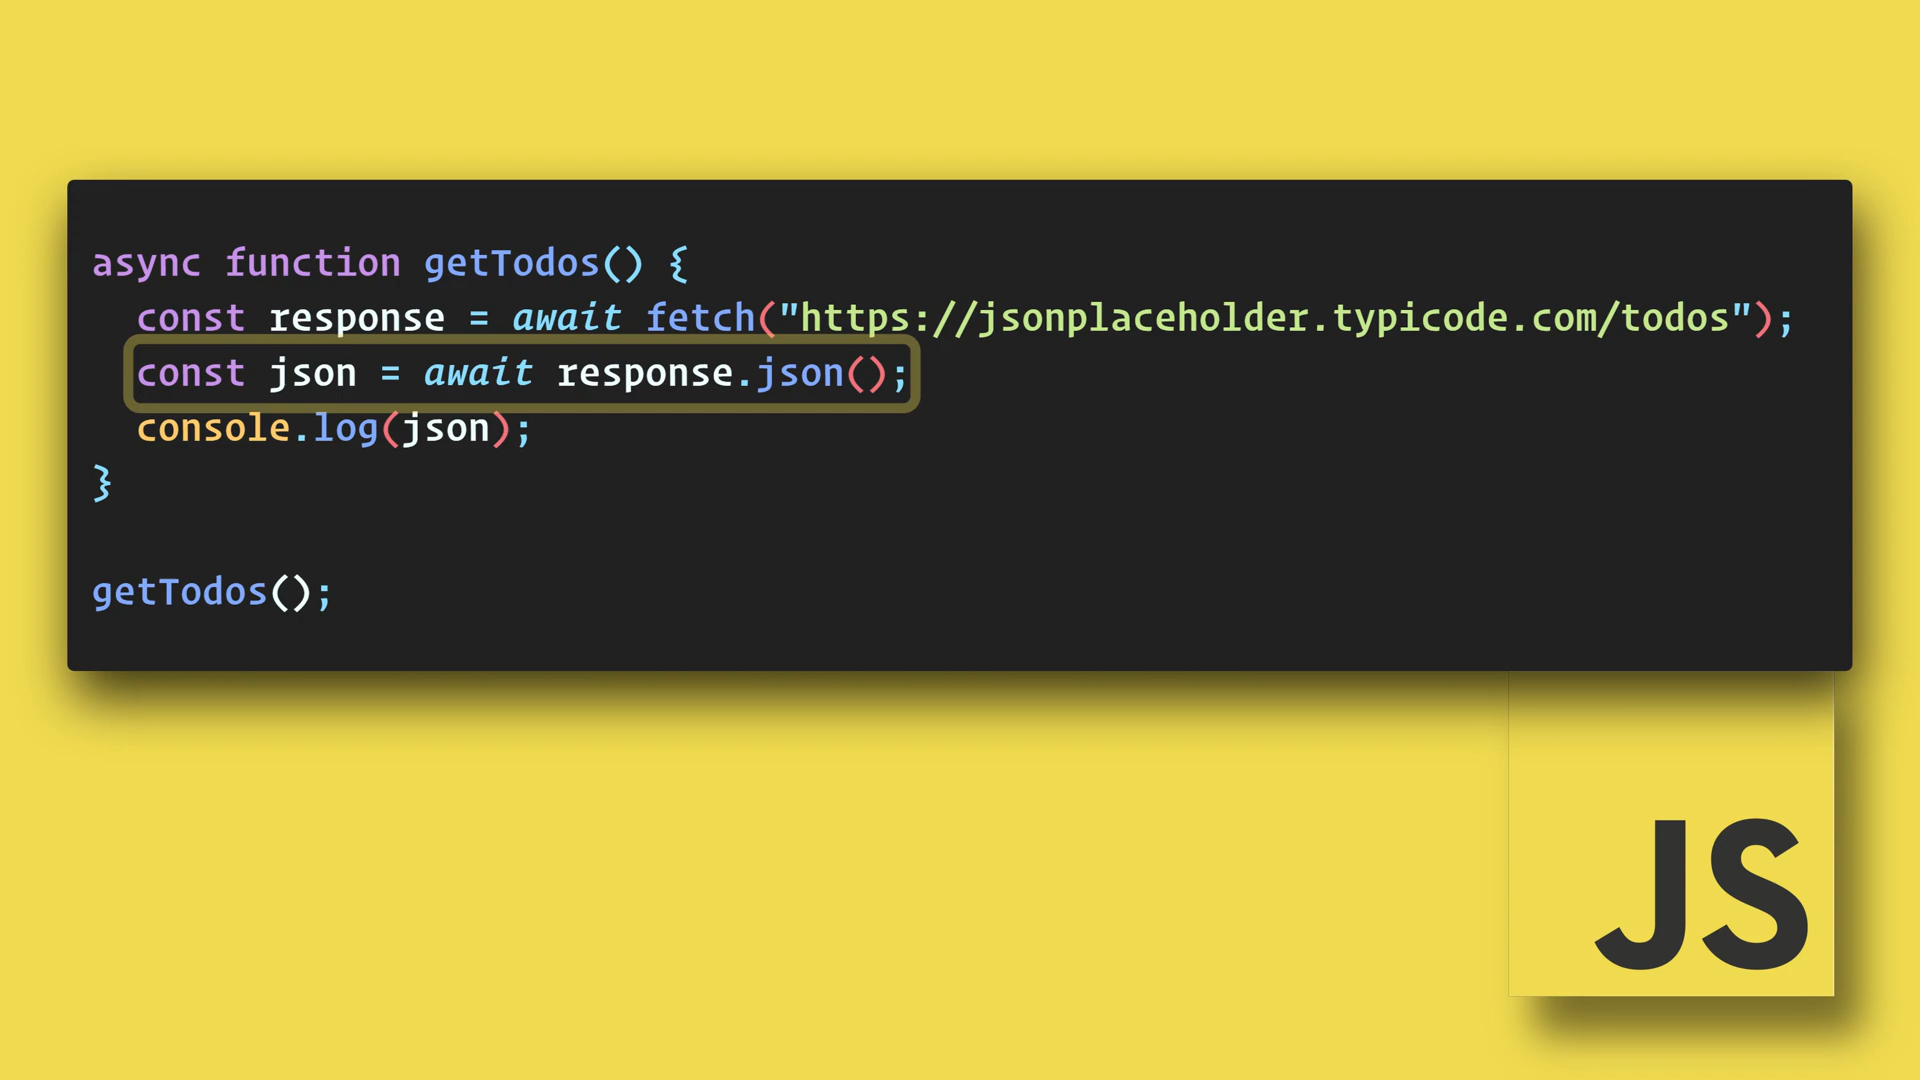 async function getTodos() {
  const response = await fetch("https://jsonplaceholder.typicode.com/todos");
  const json = await response.json();
  console.log(json);
}
getTodos();
JS